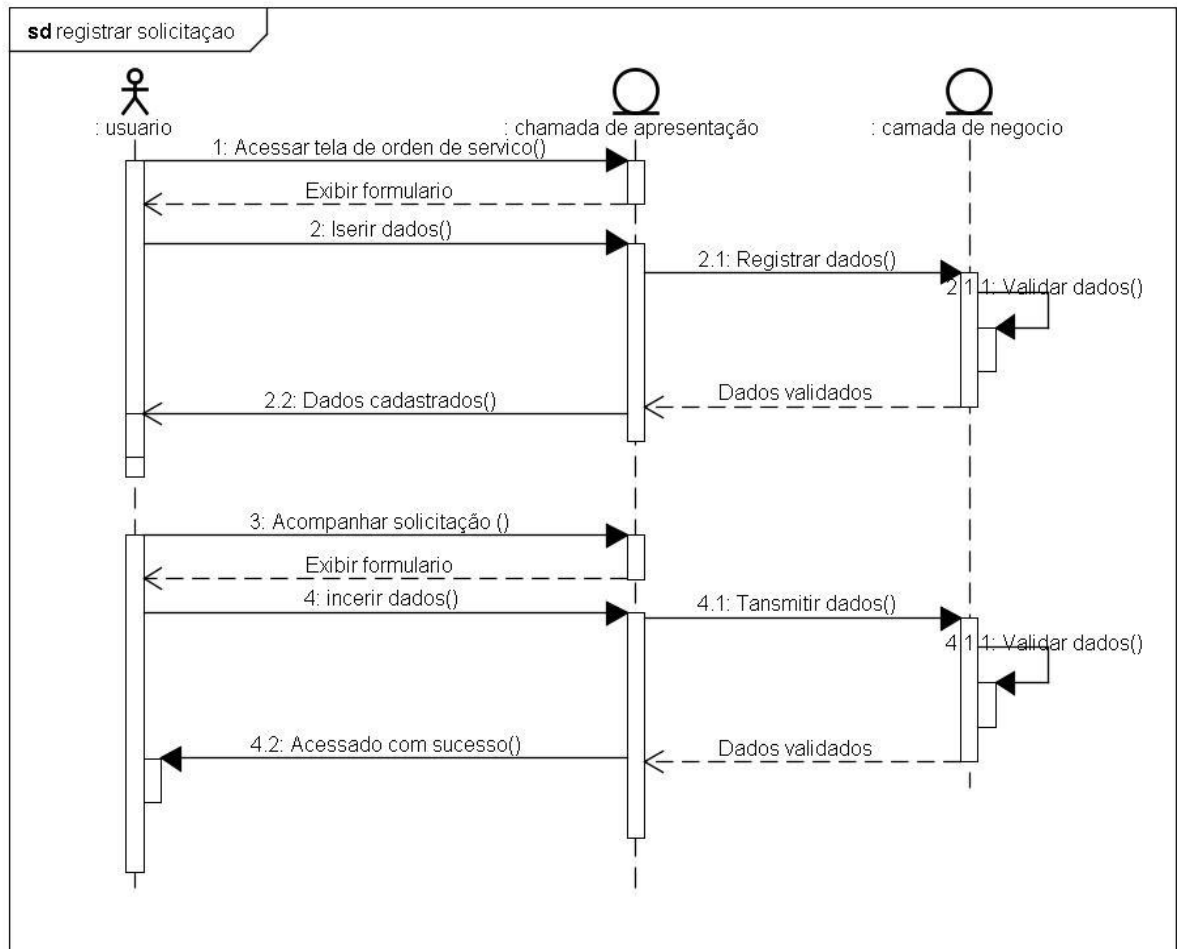 sd registrar solicitaçao
: usuario
: chamada de apresentação
: camada de negocio
1: Acessar tela de orden de servico()
Exibir formulario
2: Iserir dados()
2.1: Registrar dados()
2.1.1: Validar dados()
Dados validados
2.2: Dados cadastrados()
3: Acompanhar solicitação ()
Exibir formulario
4: incerir dados()
4.1: Tansmitir dados()
4.1.1: Validar dados()
4.2: Acessado com sucesso()
Dados validados